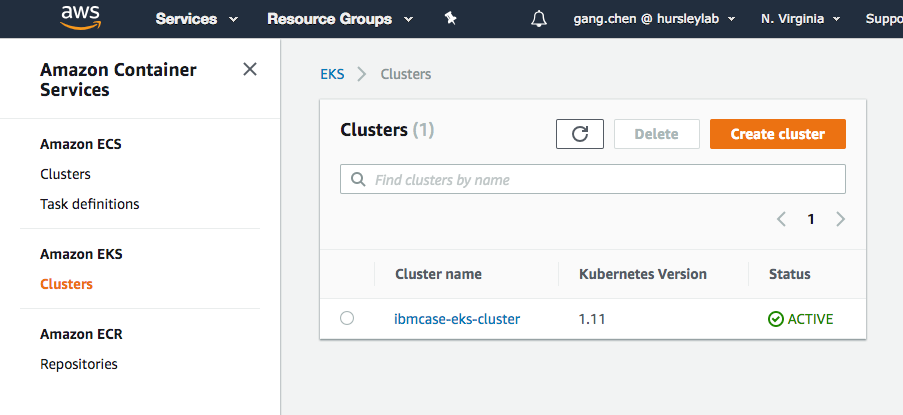 aws
Services
Resource Groups
gang.chen @ hursleylab
N. Virginia
Suppo
Amazon Container
Services
Amazon ECS
Clusters
Task definitions
Amazon EKS
Clusters
Amazon ECR
Repositories
EKS
Clusters
Clusters (1)
Delete
Create cluster
Find clusters by name
1
Cluster name
Kubernetes Version
Status
ibmcase-eks-cluster
1.11
ACTIVE